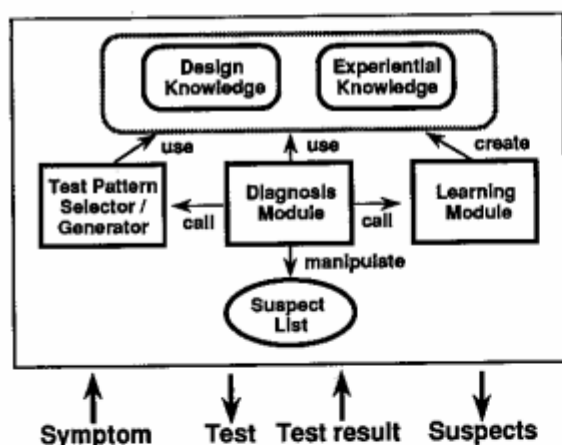 Design
Knowledge
Experiential
Knowledge
use
use
create
Test Pattern
Selector /
Generator
call
Diagnosis
Module
call
Learning
Module
manipulate
Suspect
List
Symptom
Test
Test result
Suspects